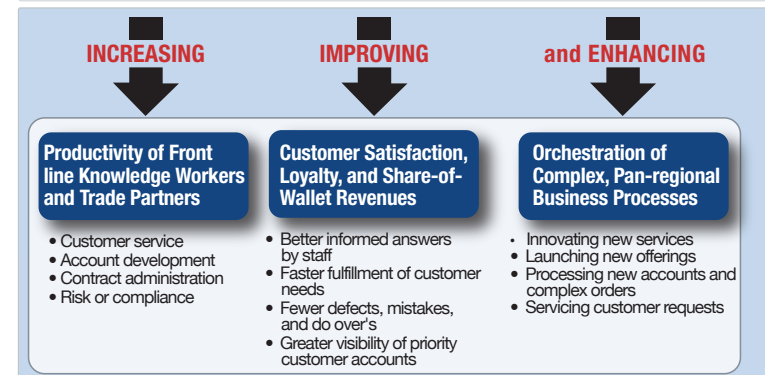 INCREASING
IMPROVING
and ENHANCING
Productivity of Front
line Knowledge Workers
and Trade Partners
• Customer service
• Account development
• Contract administration
• Risk or compliance
Customer Satisfaction,
Loyalty, and Share-of-
Wallet Revenues
• Better informed answers
by staff
• Faster fulfillment of customer
needs
• Fewer defects, mistakes,
and do over's
• Greater visibility of priority
customer accounts
Orchestration of
Complex, Pan-regional
Business Processes
• Innovating new services
• Launching new offerings
• Processing new accounts and
complex orders
• Servicing customer requests